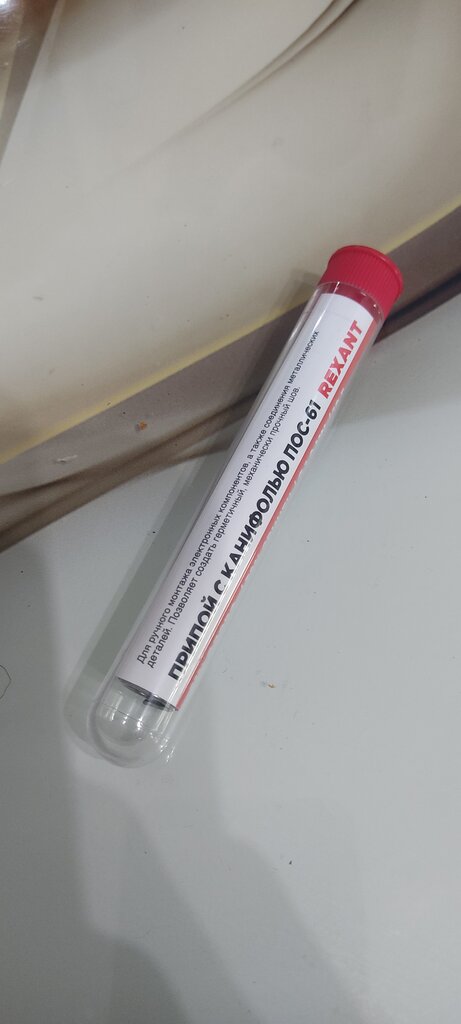 Для ручного монтажа электронных компонентов, а также соединения металлических
деталей. Позволяет создать герметичный, механически прочный шов.
ПРИПОЙ С КАНИФОЛЬЮ ПОС-61 REXANT